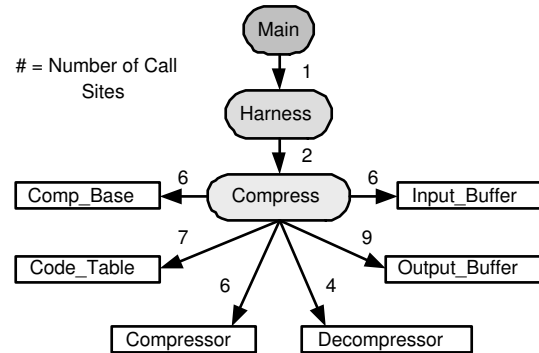 Main
# = Number of Call
Sites
1
Harness
2
Comp_Base
6
Compress
6
Input_Buffer
7
9
Code_Table
Output_Buffer
6
4
Compressor
Decompressor